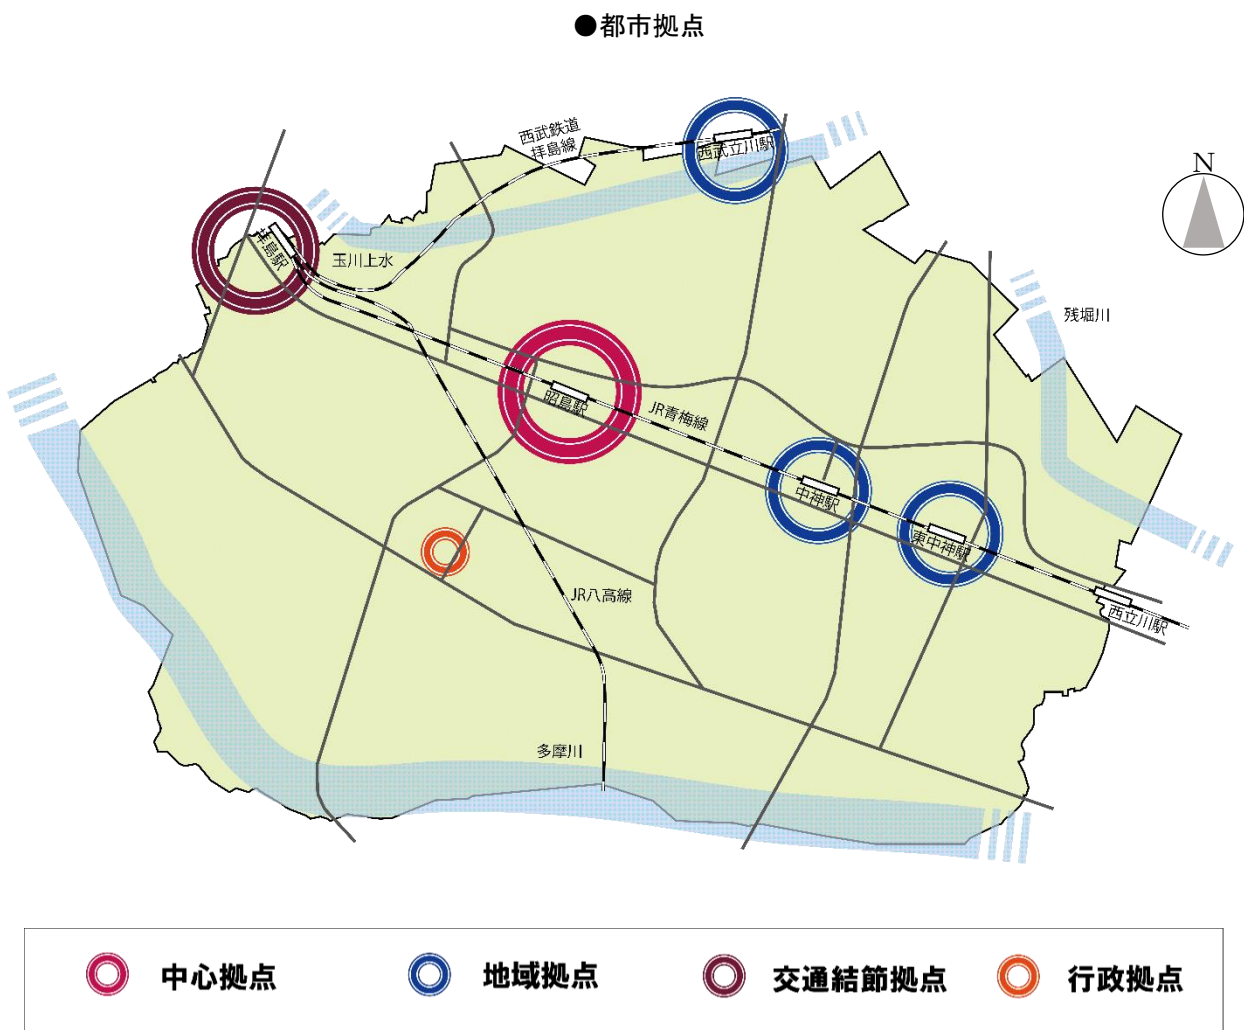 ●都市拠点
西武鉄道
拝島線
西武立川駅
N
拝島駅
玉川上水
残堀川
昭島駅
JR青梅線
中神駅
東中神駅
JR八高線
西立川駅
多摩川
中心拠点
地域拠点
交通結節拠点
行政拠点